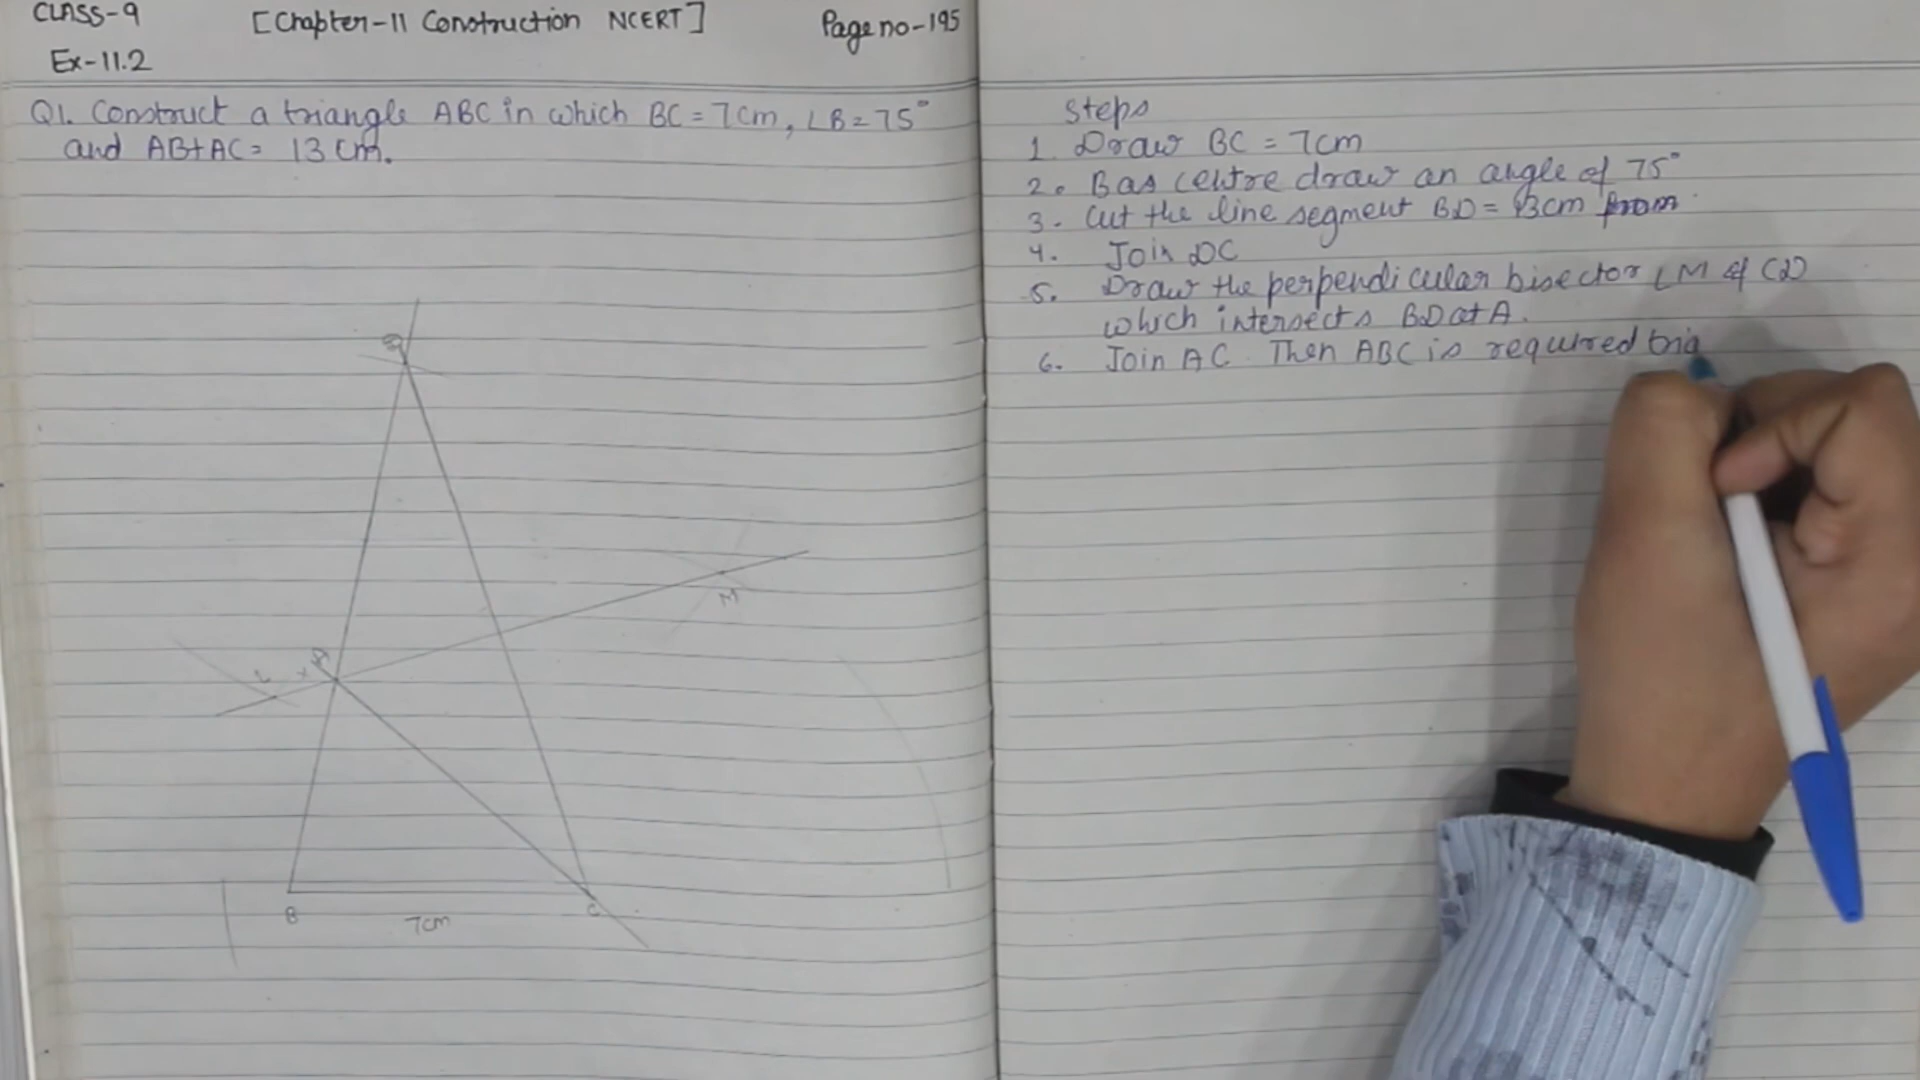 CLASS-9 [Chapter-11 Construction NCERT] Page no-195
Ex-11.2
Q1. Construct a triangle ABC in which BC = 7cm, ∠B = 75°
and AB+AC = 13 cm.
D
M
L
A
B
7cm
C
Steps
1. Draw BC = 7cm
2. B as centre draw an angle of 75°
3. Cut the line segment BD = 13cm from
4. Join DC
5. Draw the perpendicular bisector LM of CD
which intersects BD at A.
6. Join AC. Then ABC is required tria